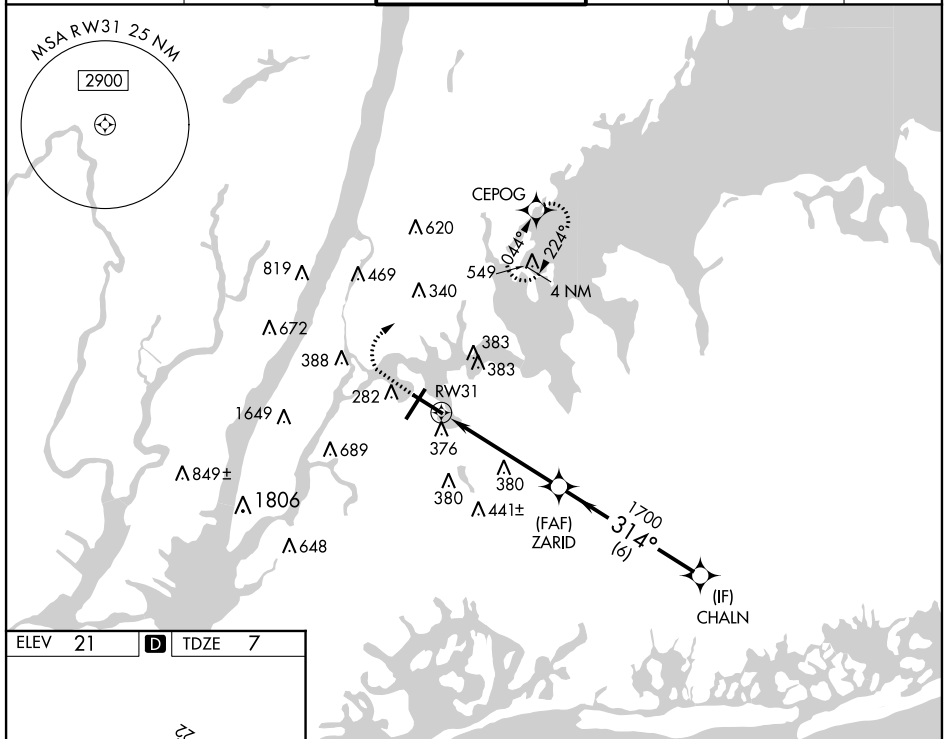 MSA RW31 25 NM
2900
CEPOG
620
044°
224°
819
469
549
340
4 NM
672
388
383
383
282
RW31
1649
376
689
380
849±
380
1806
441±
(FAF)
ZARID
1700
314°
(6)
648
(IF)
CHALN
ELEV 21 D TDZE 7
22